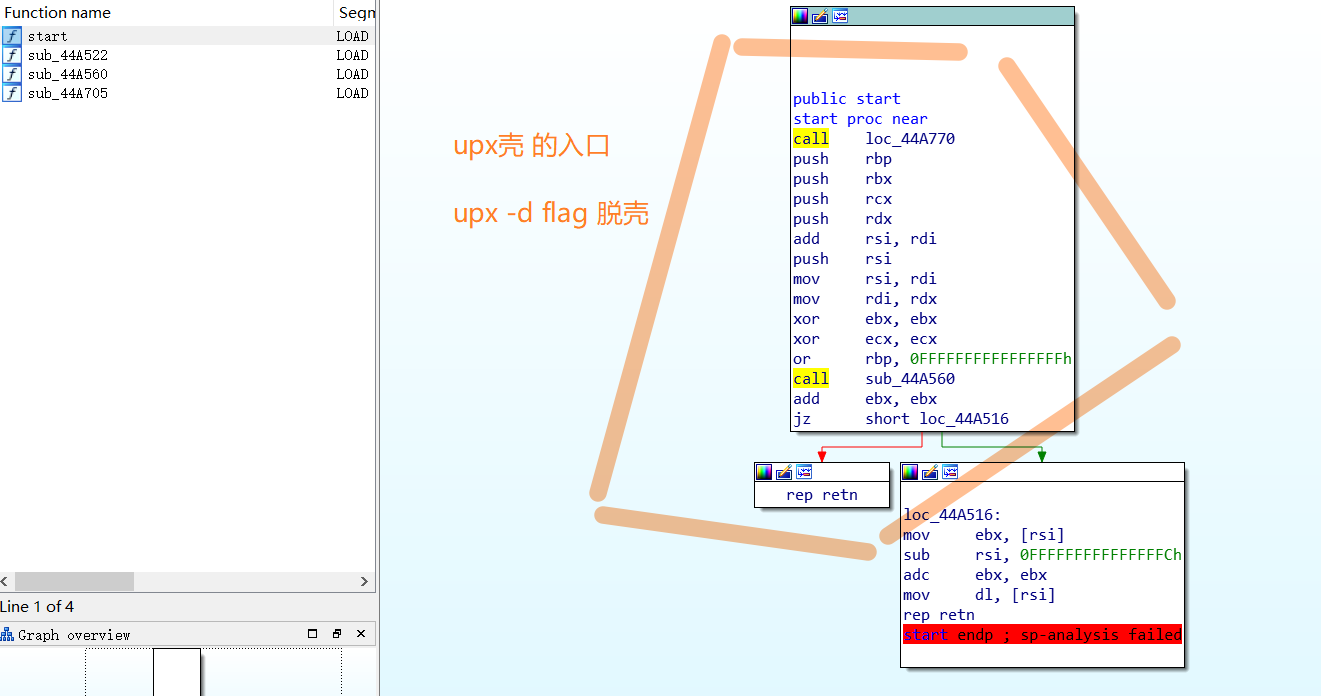 Function name Segm
start LOAD
sub_44A522 LOAD
sub_44A560 LOAD
sub_44A705 LOAD
Line 1 of 4
Graph overview
upx壳 的入口
upx -d flag 脱壳
public start
start proc near
call loc_44A770
push rbp
push rbx
push rcx
push rdx
add rsi, rdi
push rsi
mov rsi, rdi
mov rdi, rdx
xor ebx, ebx
xor ecx, ecx
or rbp, 0FFFFFFFFFFFFFFFFh
call sub_44A560
add ebx, ebx
jz short loc_44A516
rep retn
loc_44A516:
mov ebx, [rsi]
sub rsi, 0FFFFFFFFFFFFFFFCh
adc ebx, ebx
mov dl, [rsi]
rep retn
start endp ; sp-analysis failed